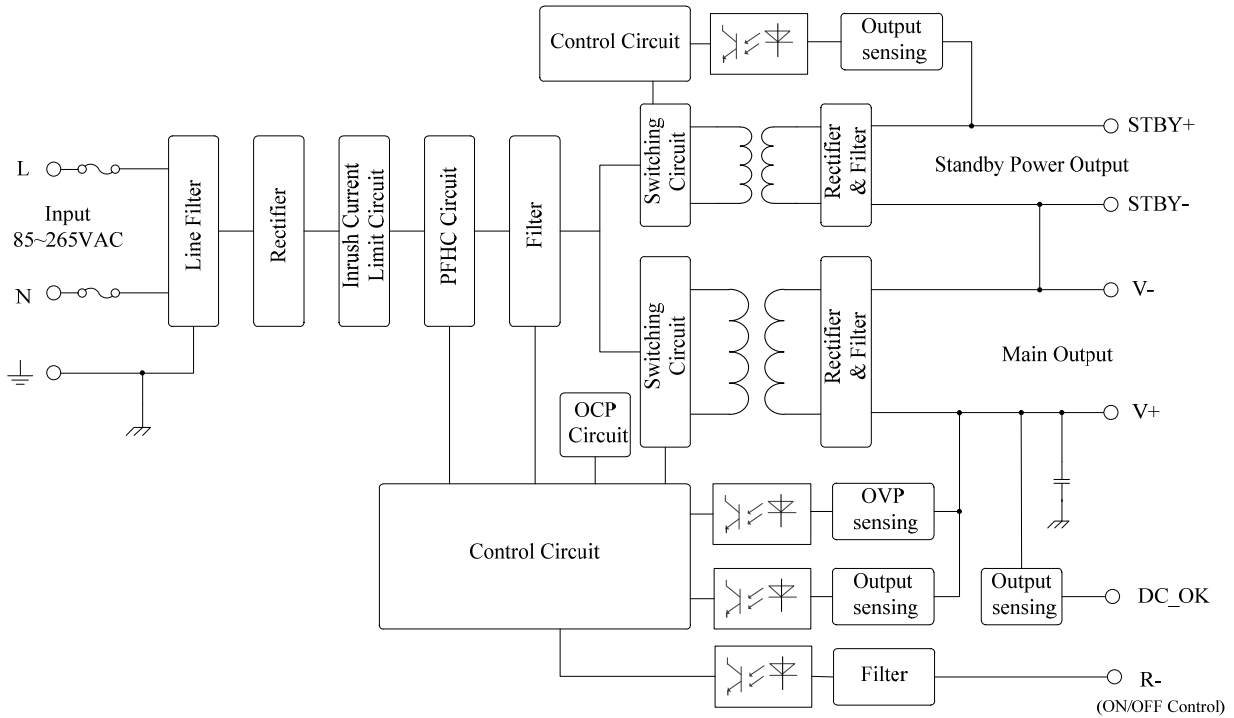 Control Circuit
Output
sensing
STBY+
Standby Power Output
STBY-
Switching
Circuit
Rectifier
& Filter
L
Input
85~265VAC
N
Line Filter
Rectifier
Inrush Current
Limit Circuit
PFHC Circuit
Filter
Switching
Circuit
Rectifier
& Filter
V-
Main Output
V+
OCP
Circuit
Control Circuit
OVP
sensing
Output
sensing
Output
sensing
DC_OK
Filter
R-
(ON/OFF Control)